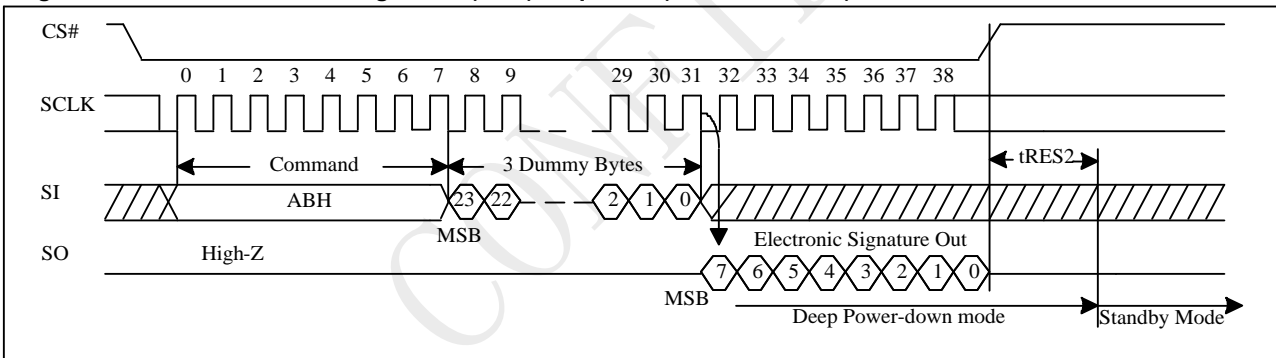 CS#
0 1 2 3 4 5 6 7 8 9 29 30 31 32 33 34 35 36 37 38
SCLK
Command 3 Dummy Bytes tRES2
SI
ABH 23 22 2 1 0
MSB
SO High-Z Electronic Signature Out
7 6 5 4 3 2 1 0
MSB
Deep Power-down mode Standby Mode